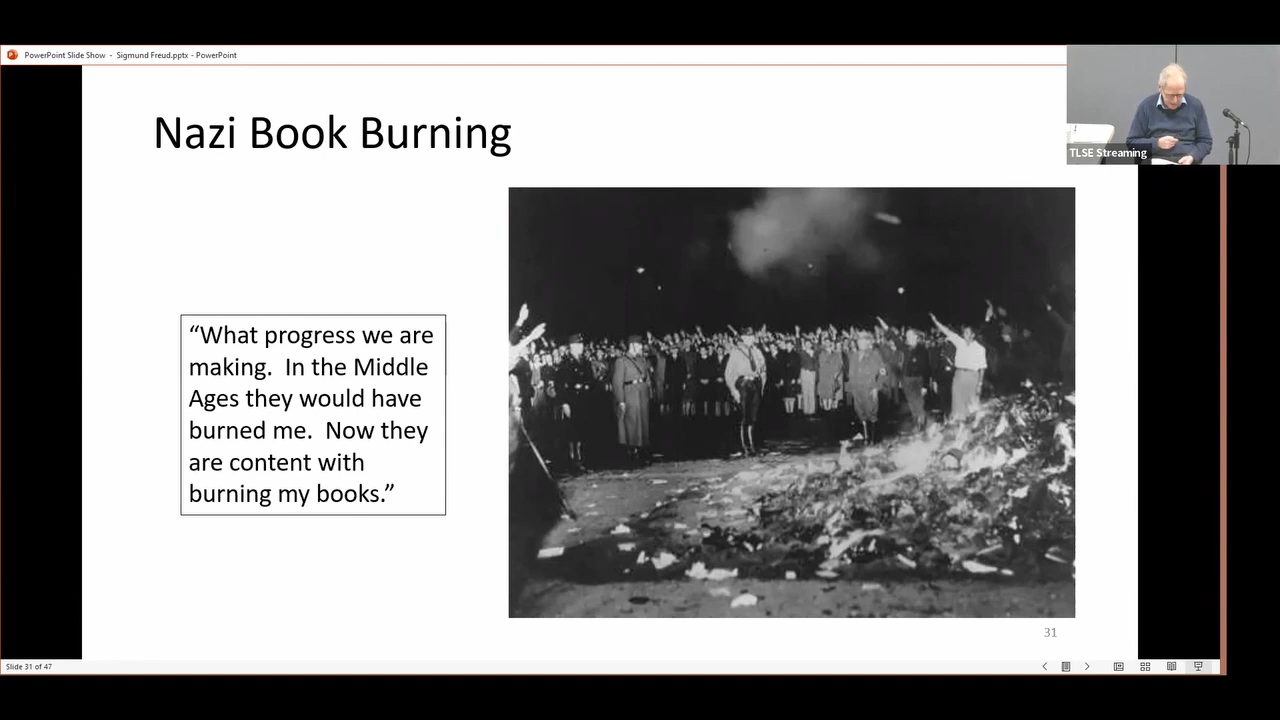 PowerPoint Slide Show - Sigmund Freud.pptx - PowerPoint
TLSE Streaming
Nazi Book Burning
“What progress we are
making.  In the Middle
Ages they would have
burned me.  Now they
are content with
burning my books.”
31
Slide 31 of 47